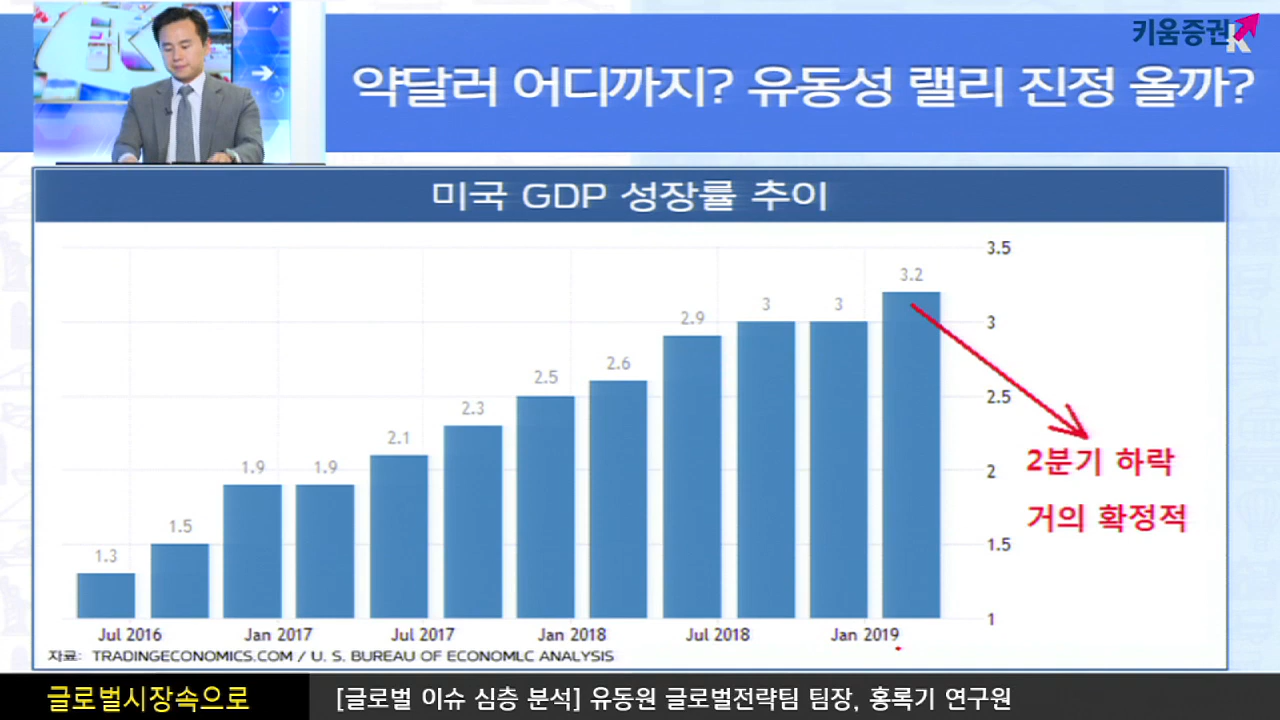 키움증권
약달러 어디까지? 유동성 랠리 진정 올까?
미국 GDP 성장률 추이
3.5
3.2
3
3
3
2.9
2.6
2.5
2.5
2.3
2.1
2
1.9
1.9
1.5
1.5
1.3
1
2분기 하락
거의 확정적
Jul 2016 Jan 2017 Jul 2017 Jan 2018 Jul 2018 Jan 2019
자료: TRADINGECONOMICS.COM / U. S. BUREAU OF ECONOMLC ANALYSIS
글로벌시장속으로
[글로벌 이슈 심층 분석] 유동원 글로벌전략팀 팀장, 홍록기 연구원